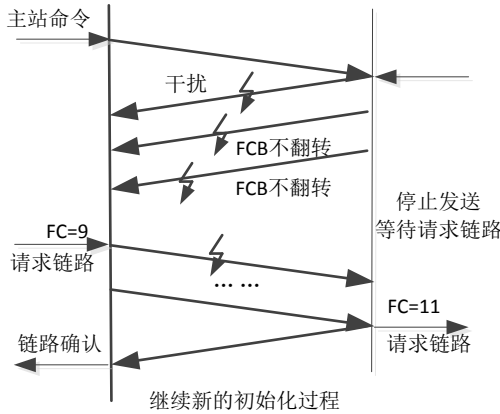 主站命令
干扰
FCB不翻转
FCB不翻转
停止发送
等待请求链路
FC=9
请求链路
... ...
FC=11
请求链路
链路确认
继续新的初始化过程